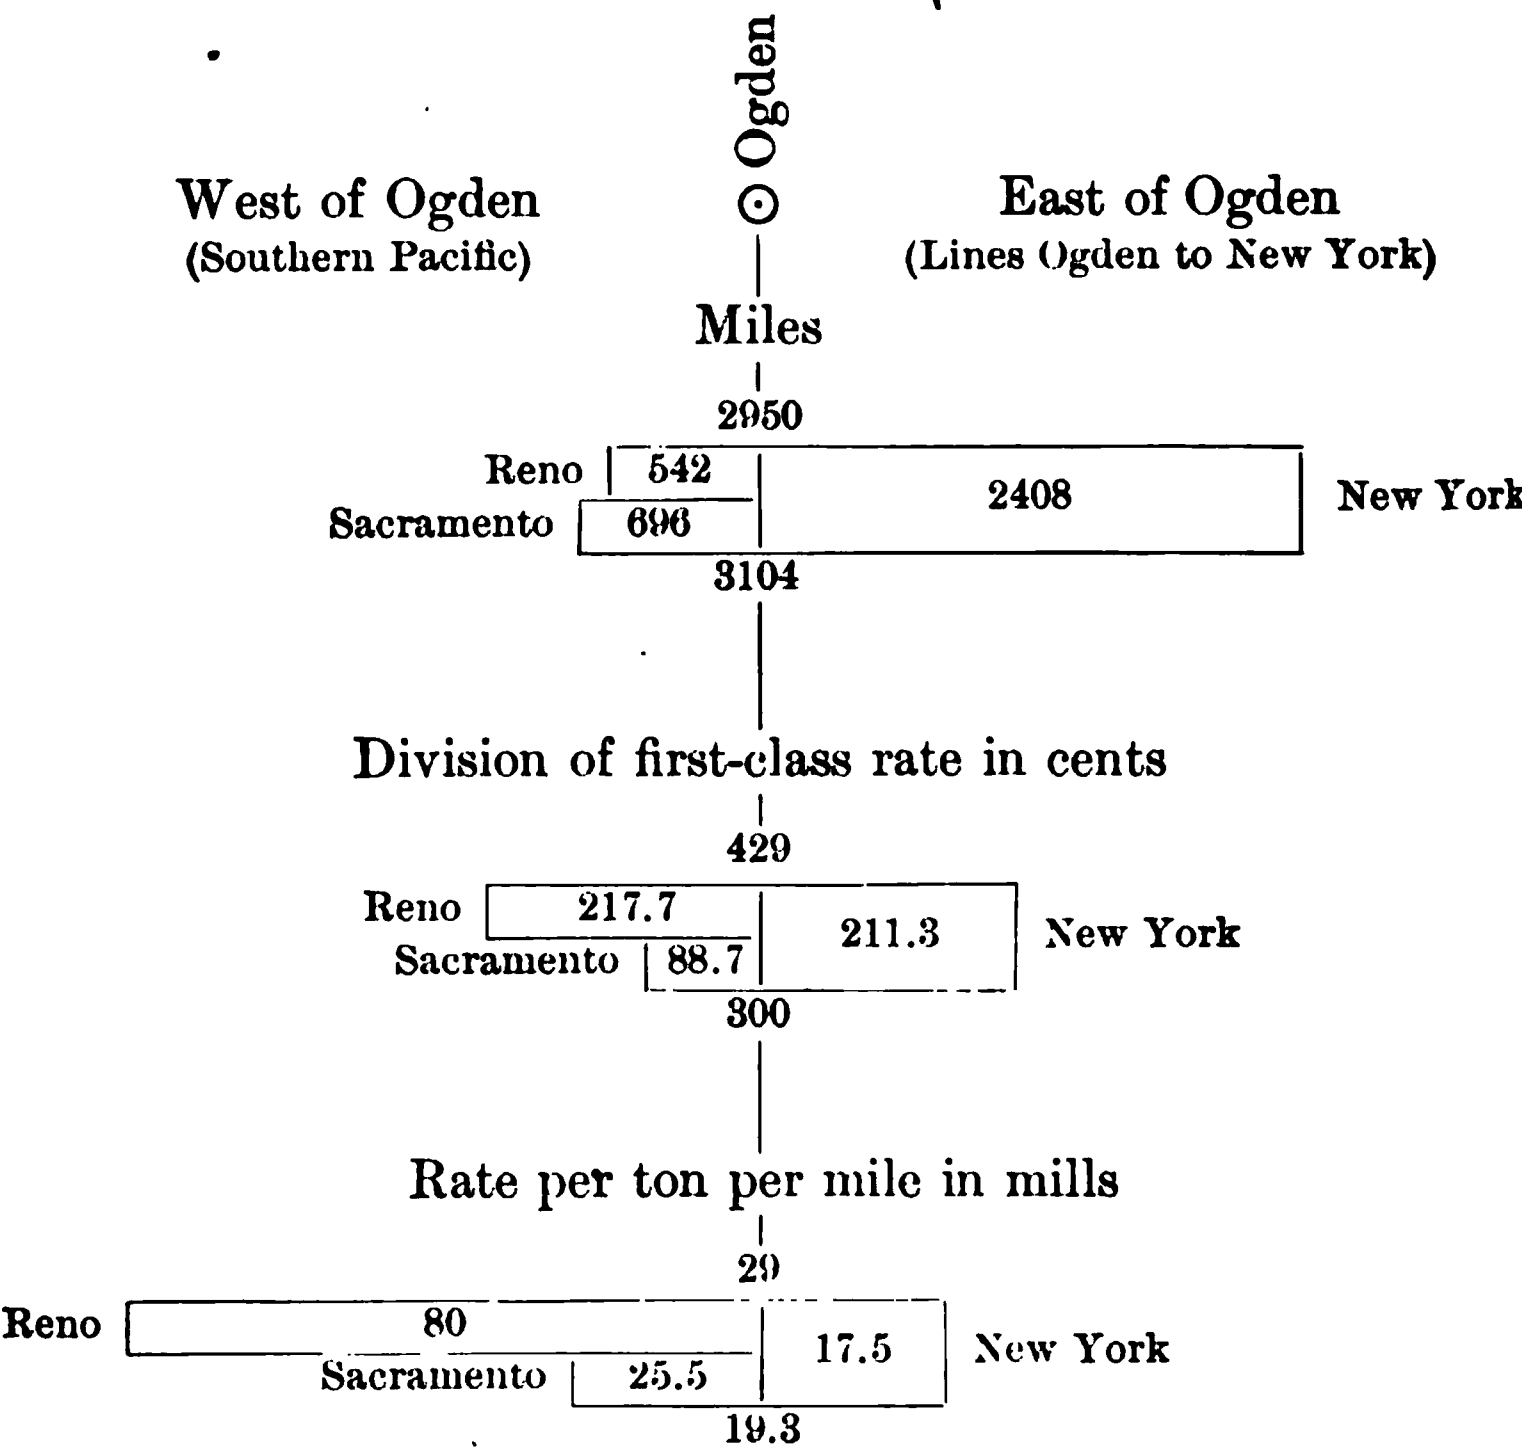 Ogden
West of Ogden
(Southern Pacific)
East of Ogden
(Lines Ogden to New York)
Miles
2950
Reno 542
2408 New York
Sacramento 696
3104
Division of first-class rate in cents
429
Reno 217.7
211.3 New York
Sacramento 88.7
300
Rate per ton per mile in mills
29
Reno 80
17.5 New York
Sacramento 25.5
19.3